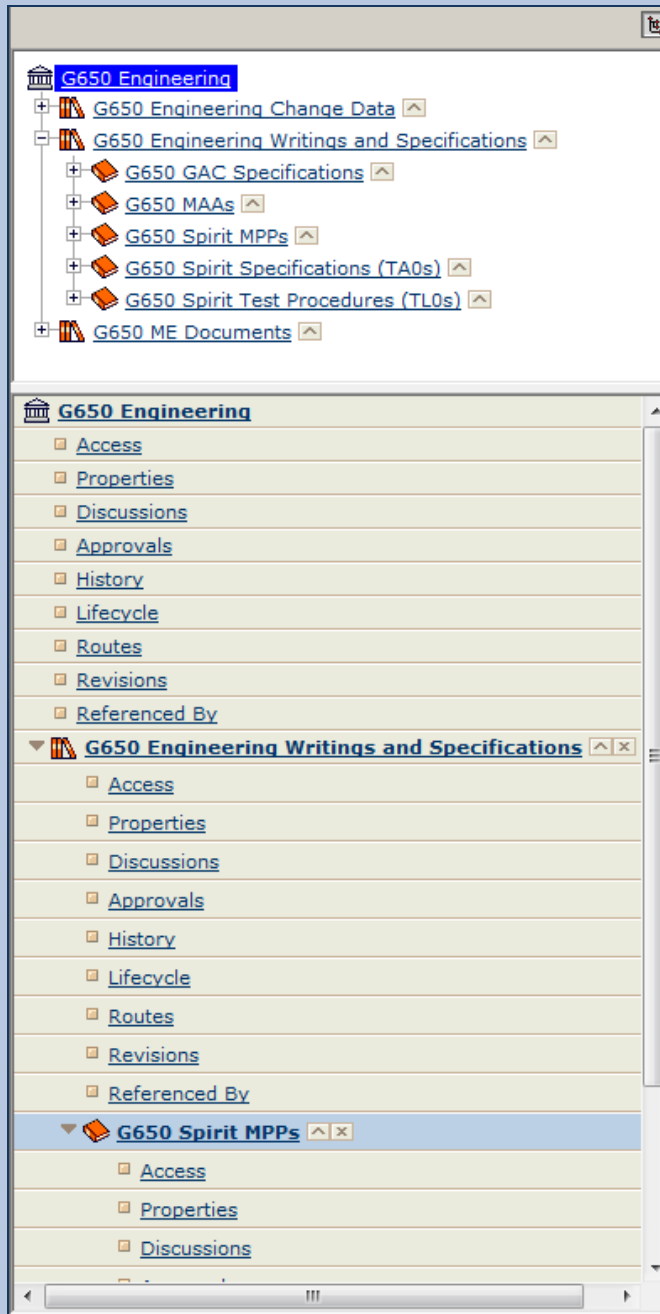 G650 Engineering
G650 Engineering Change Data
G650 Engineering Writings and Specifications
G650 GAC Specifications
G650 MAAs
G650 Spirit MPPs
G650 Spirit Specifications (TA0s)
G650 Spirit Test Procedures (TL0s)
G650 ME Documents
G650 Engineering
Access
Properties
Discussions
Approvals
History
Lifecycle
Routes
Revisions
Referenced By
G650 Engineering Writings and Specifications
Access
Properties
Discussions
Approvals
History
Lifecycle
Routes
Revisions
Referenced By
G650 Spirit MPPs
Access
Properties
Discussions